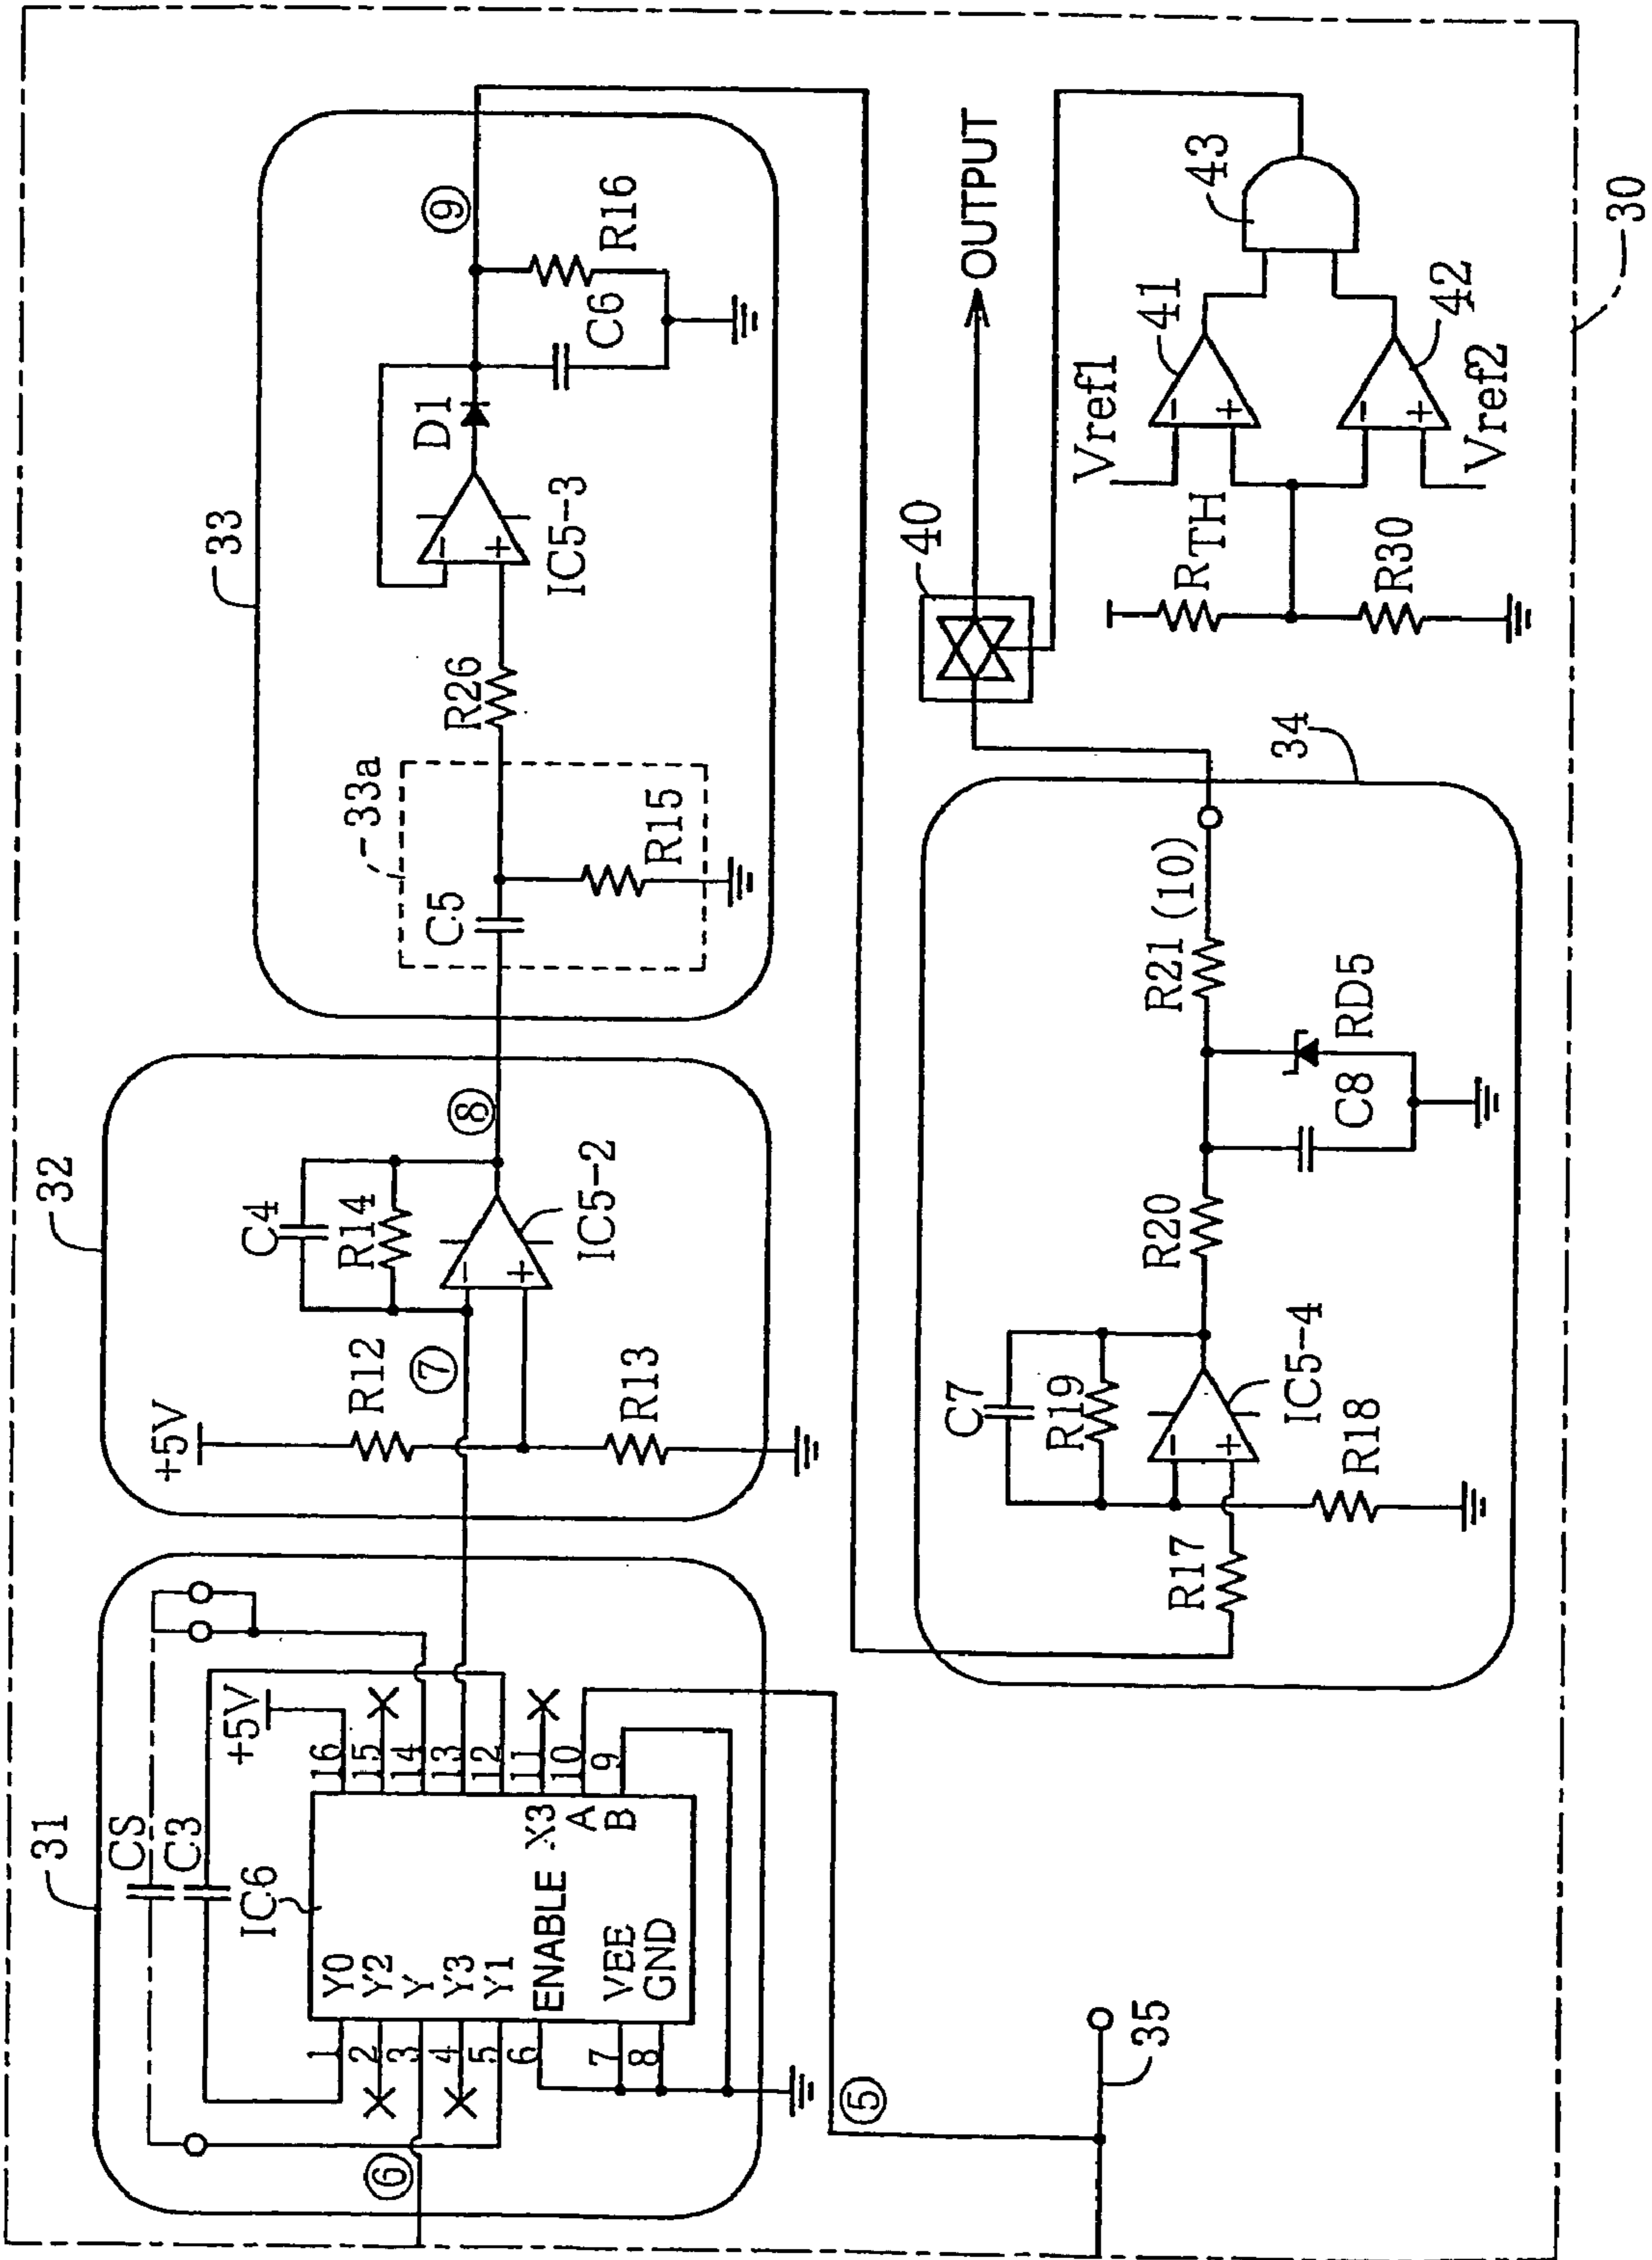 31
CS
C3
IC6
+5V
Y0
Y2
Y
Y3
Y1
ENABLE
VEE
GND
X3
A
B
1
2
3
4
5
6
7
8
16
15
14
13
12
11
10
9
⑥
⑤
35
32
+5V
R12
⑦
R13
C4
R14
IC5-2
⑧
33
33a
C5
R15
R26
IC5-3
D1
C6
R16
⑨
34
R17
R18
C7
R19
IC5-4
R20
C8
RD5
R21
(10)
40
OUTPUT
RTH
R30
Vref1
Vref2
41
42
43
30